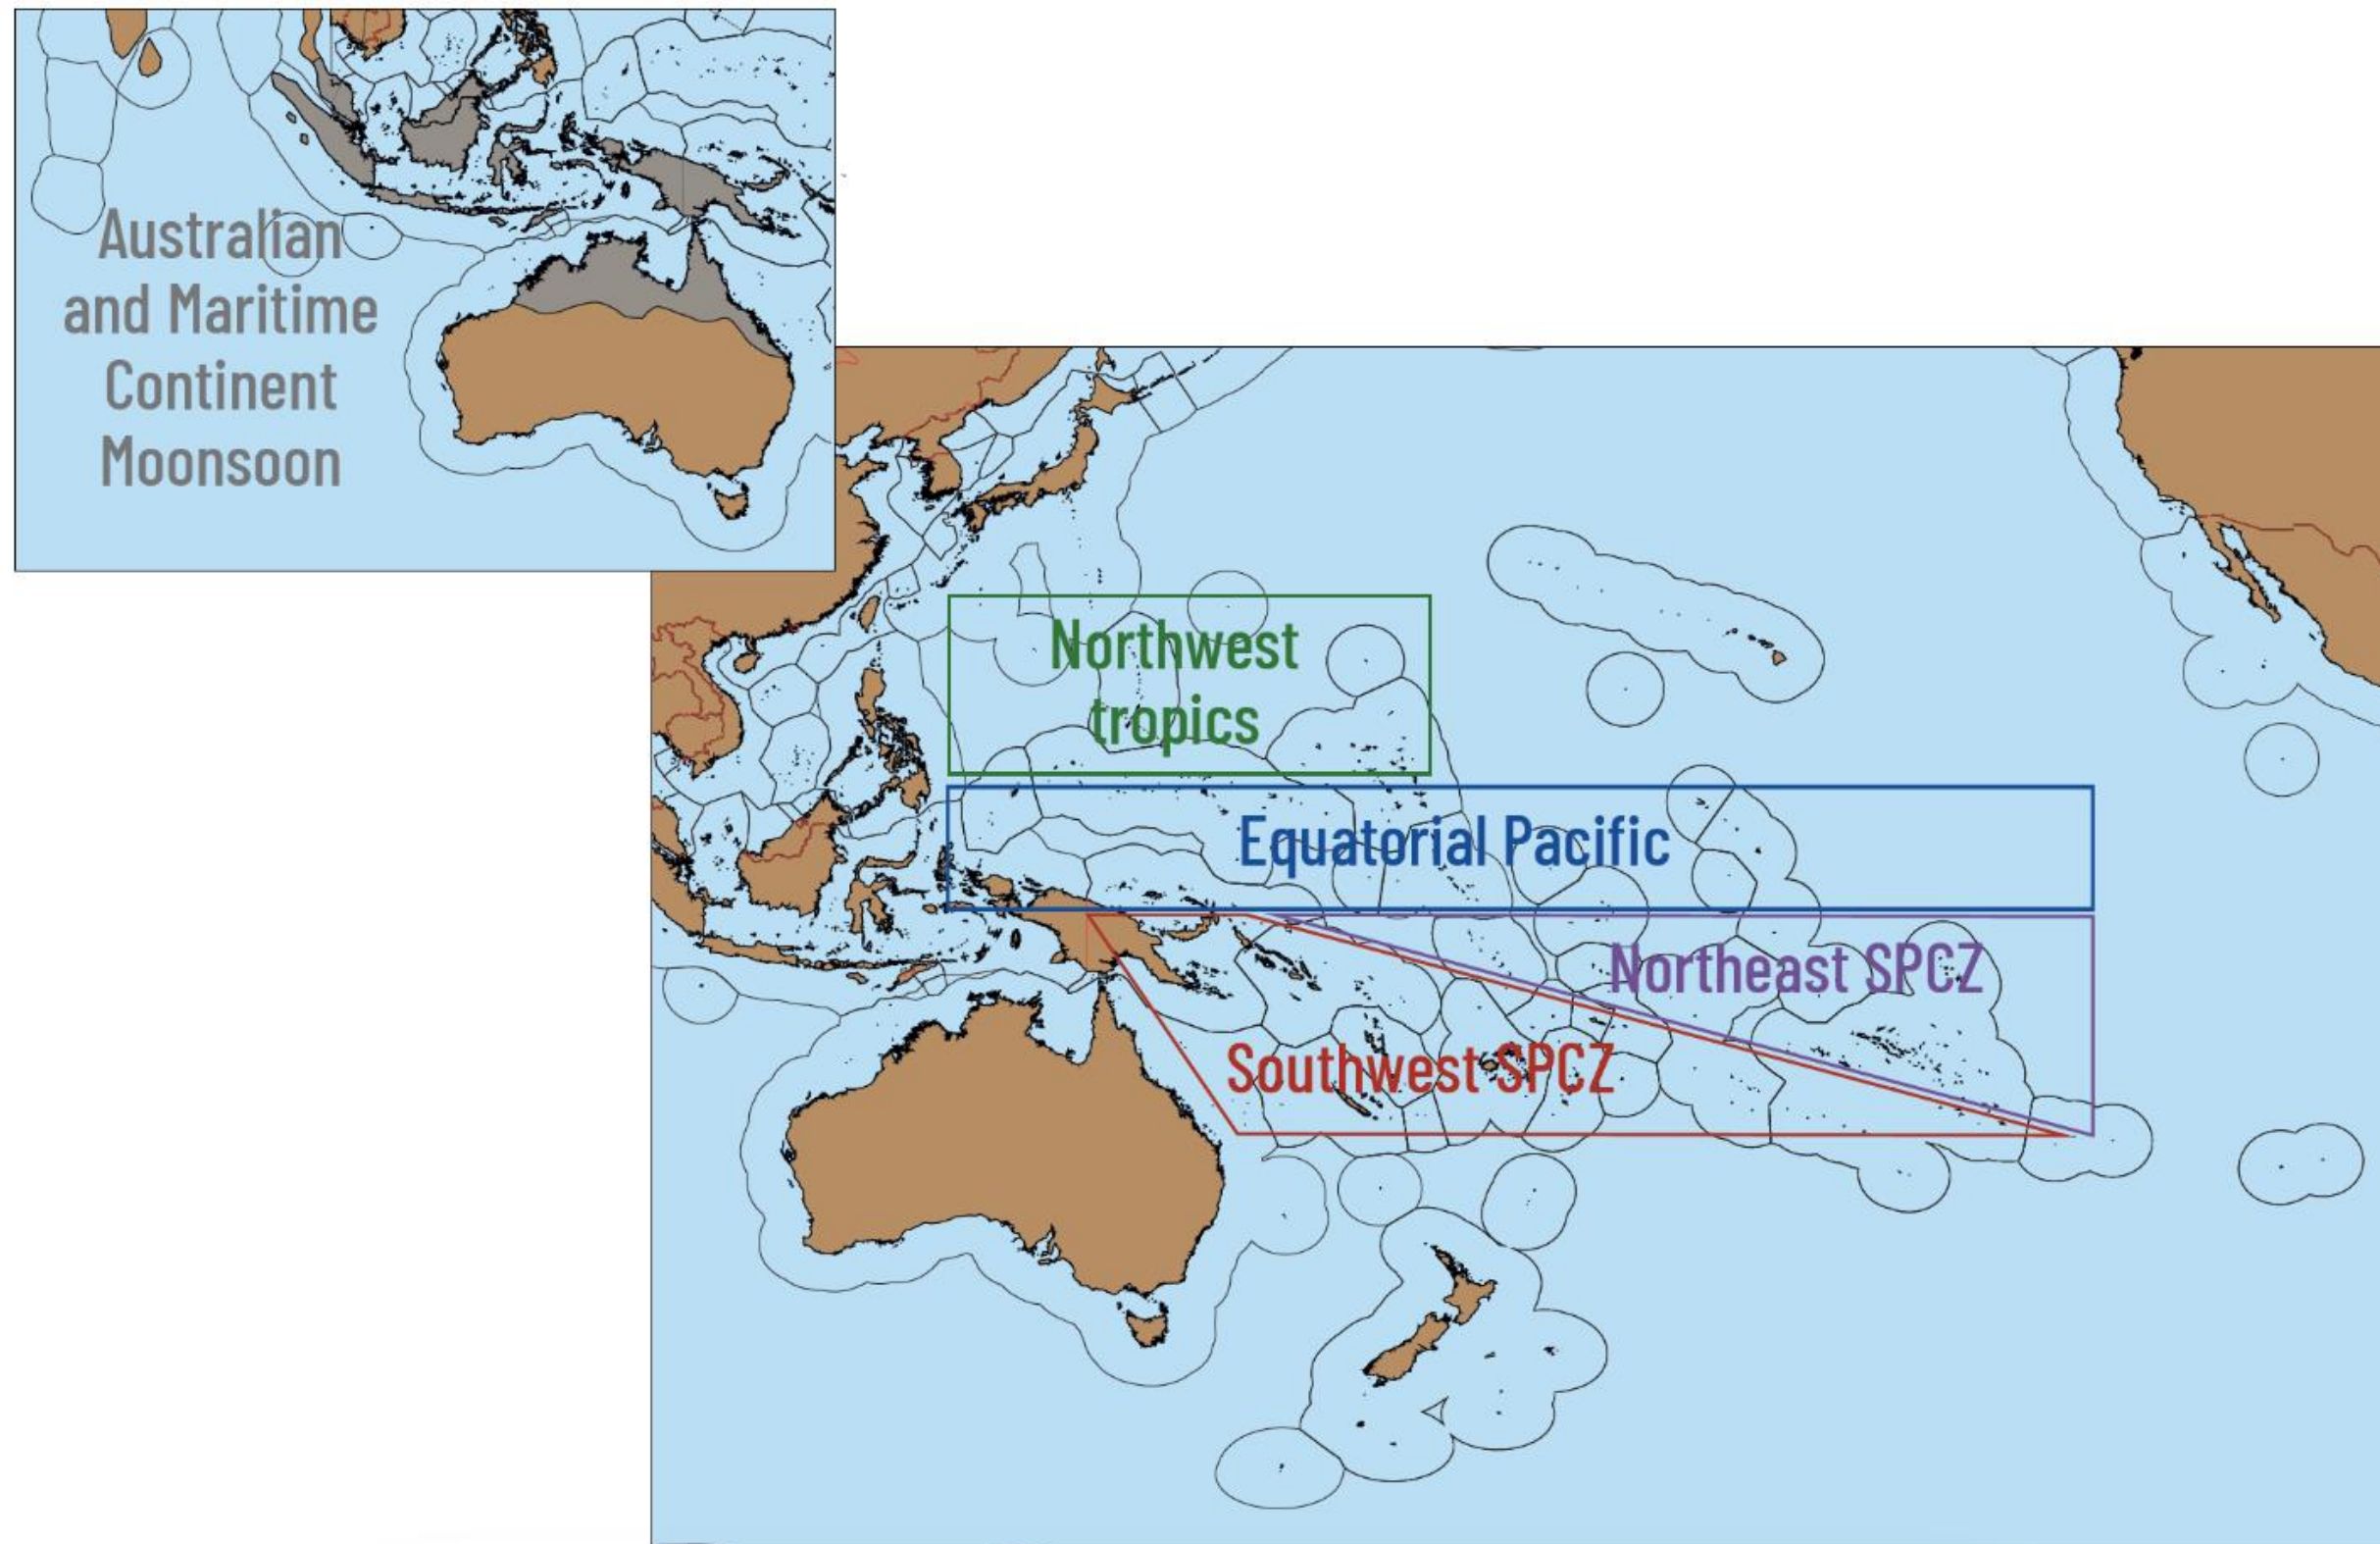 Australian
and Maritime
Continent
Moonsoon
Northwest
tropics
Equatorial Pacific
Northeast SPCZ
Southwest SPCZ